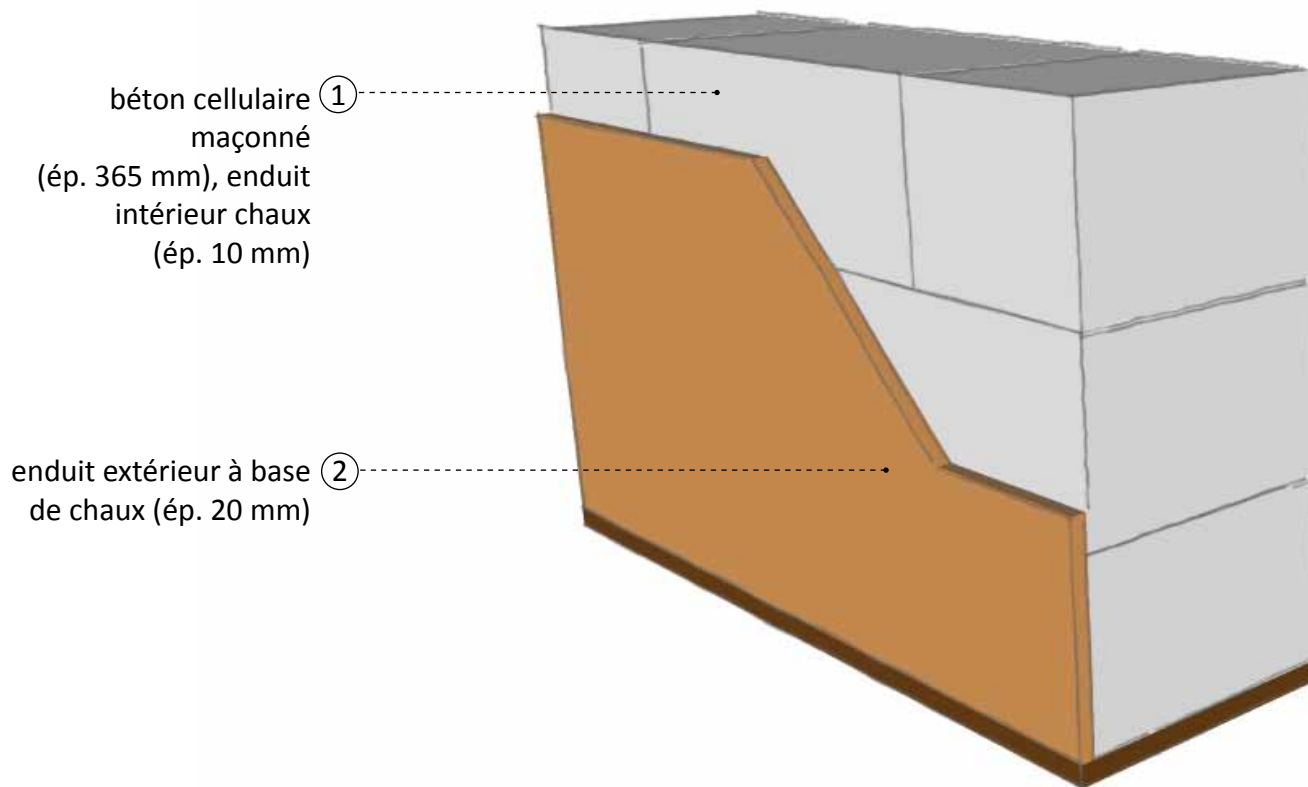 béton cellulaire ①
maçonné
(ép. 365 mm), enduit
intérieur chaux
(ép. 10 mm)
enduit extérieur à base ②
de chaux (ép. 20 mm)